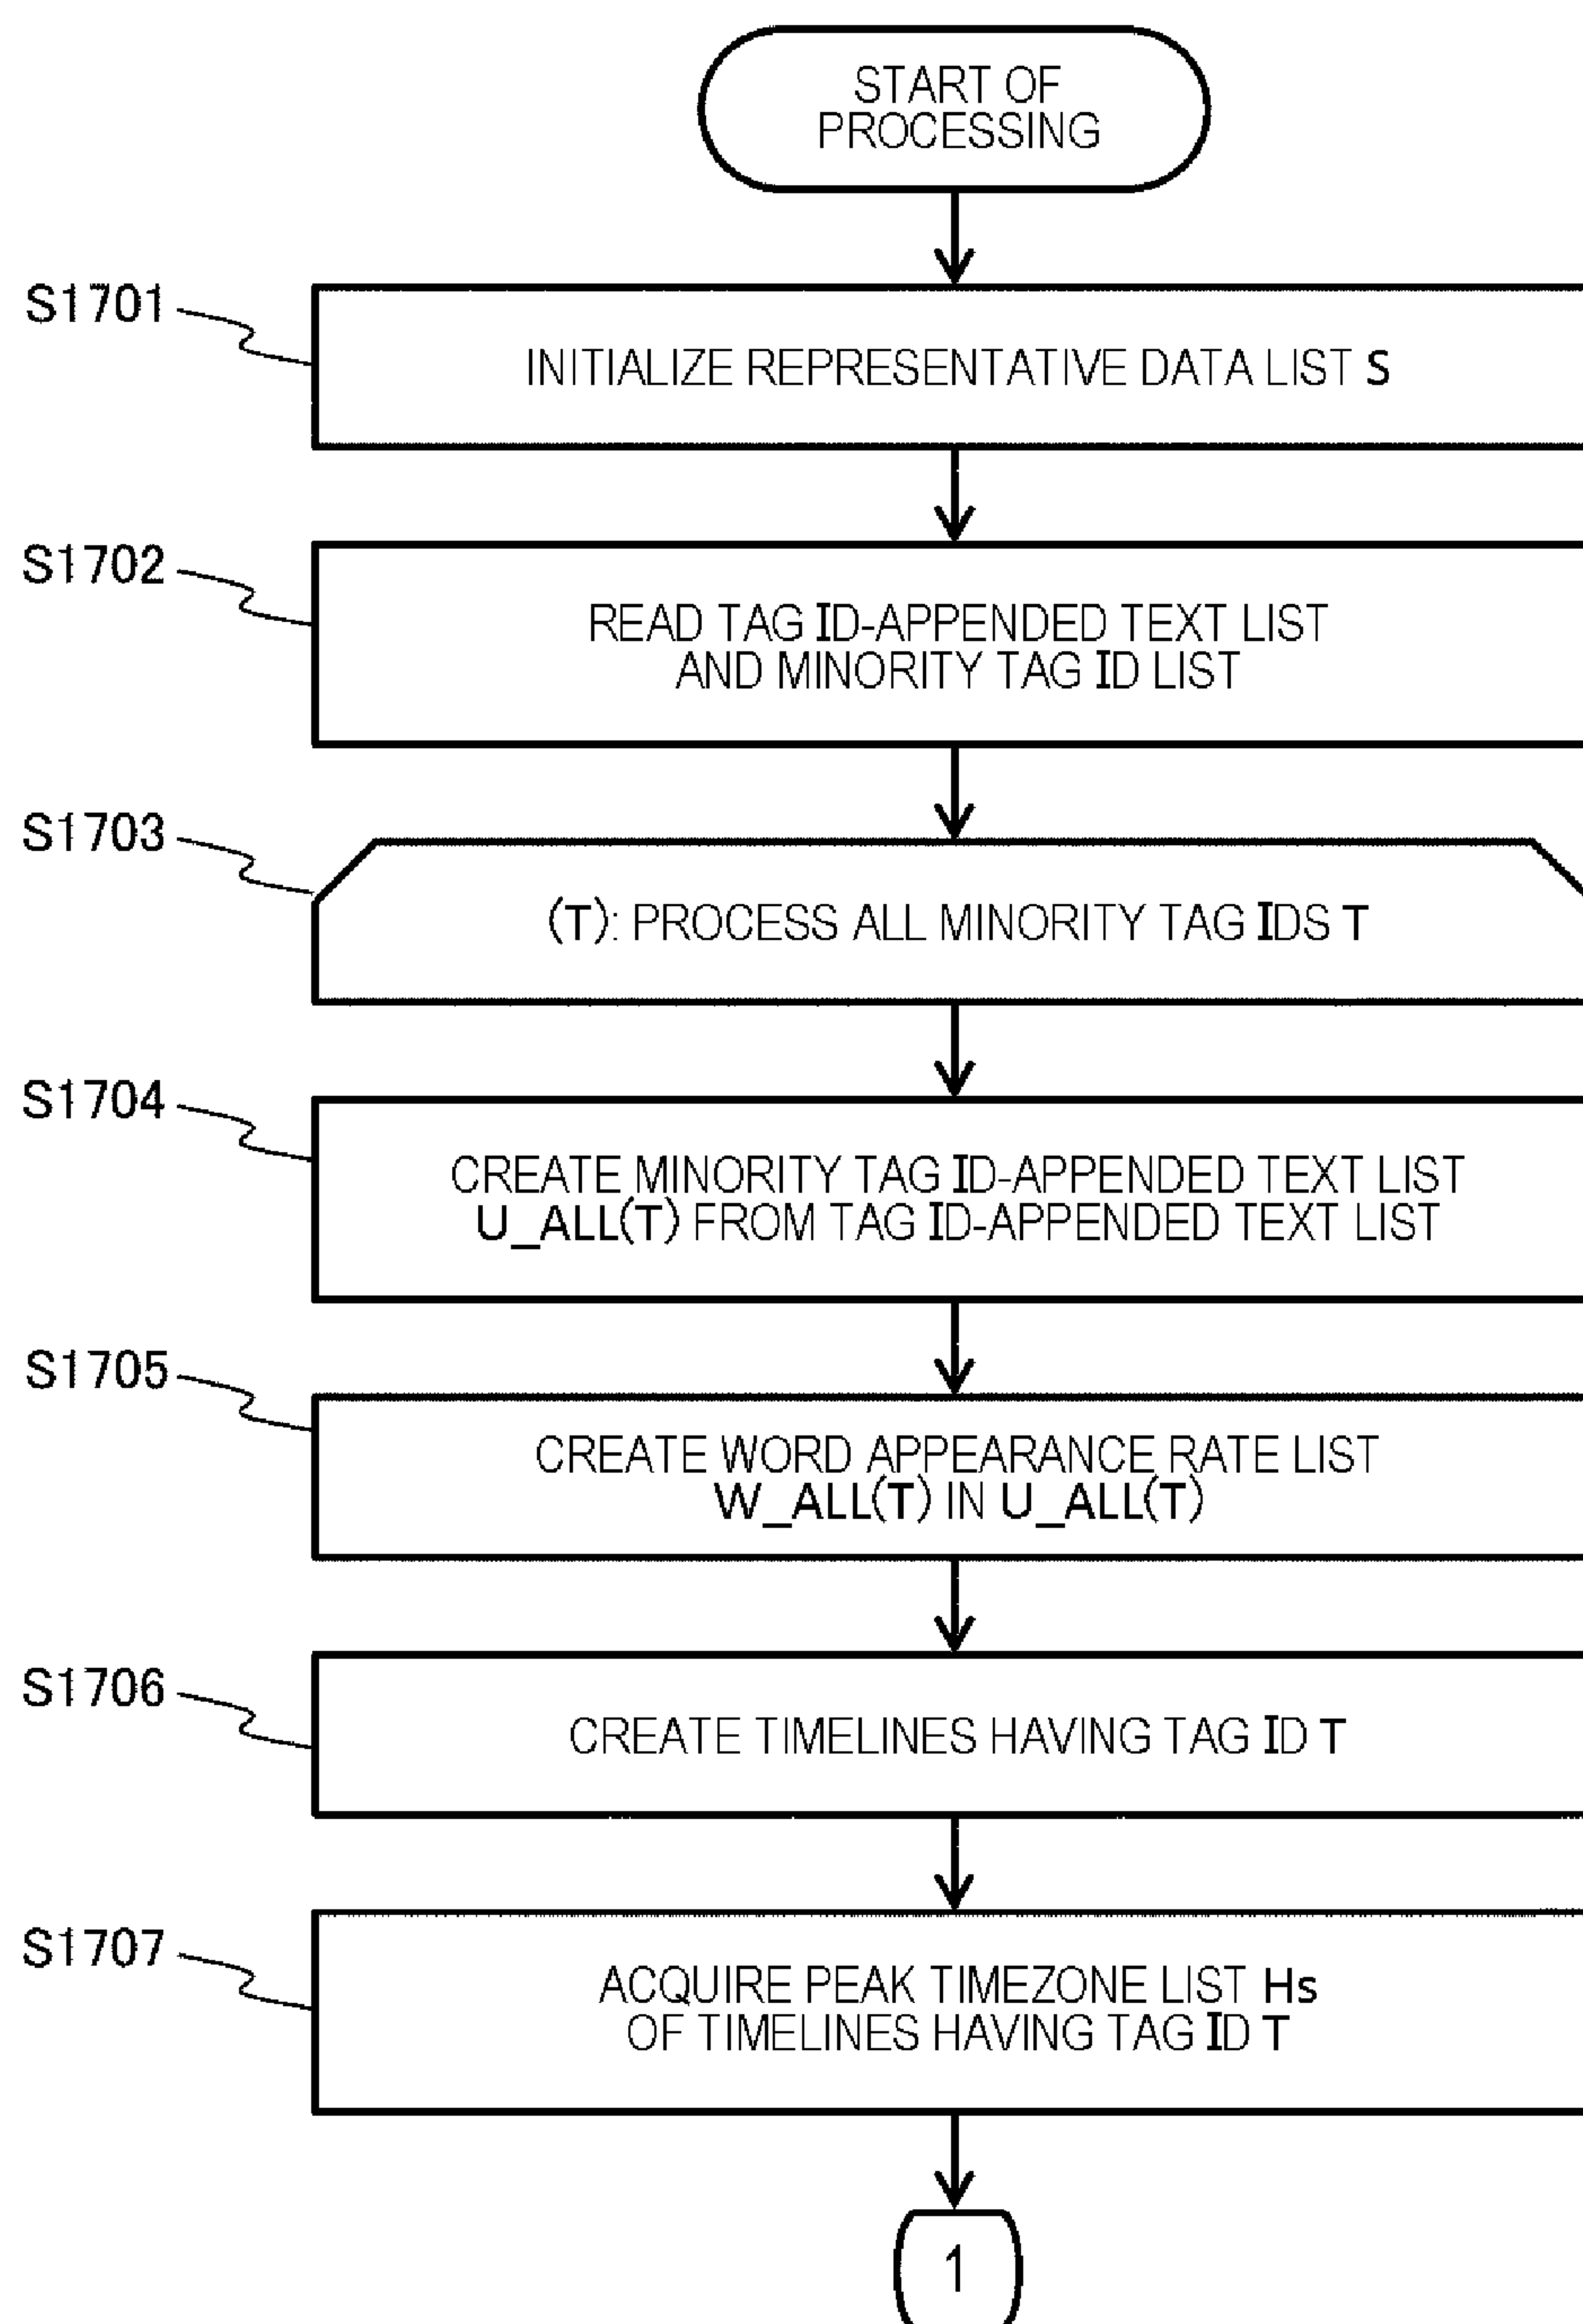 START OF
PROCESSING
S1701
INITIALIZE REPRESENTATIVE DATA LIST S
S1702
READ TAG ID-APPENDED TEXT LIST
AND MINORITY TAG ID LIST
S1703
(T): PROCESS ALL MINORITY TAG IDS T
S1704
CREATE MINORITY TAG ID-APPENDED TEXT LIST
U_ALL(T) FROM TAG ID-APPENDED TEXT LIST
S1705
CREATE WORD APPEARANCE RATE LIST
W_ALL(T) IN U_ALL(T)
S1706
CREATE TIMELINES HAVING TAG ID T
S1707
ACQUIRE PEAK TIMEZONE LIST Hs
OF TIMELINES HAVING TAG ID T
1